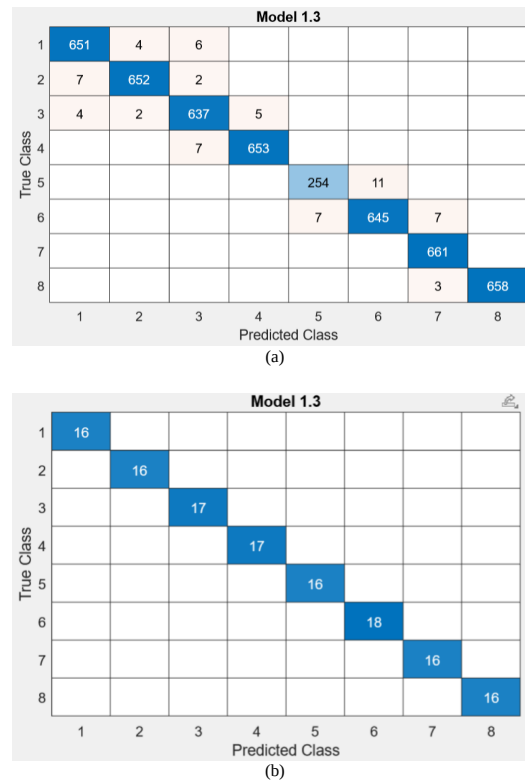 Model 1.3
1 651 4 6
2 7 652 2
3 4 2 637 5
4 7 653
5 254 11
6 7 645 7
7 661
8 3 658
True Class
1 2 3 4 5 6 7 8
Predicted Class
(a)
Model 1.3
1 16
2 16
3 17
4 17
5 16
6 18
7 16
8 16
True Class
1 2 3 4 5 6 7 8
Predicted Class
(b)